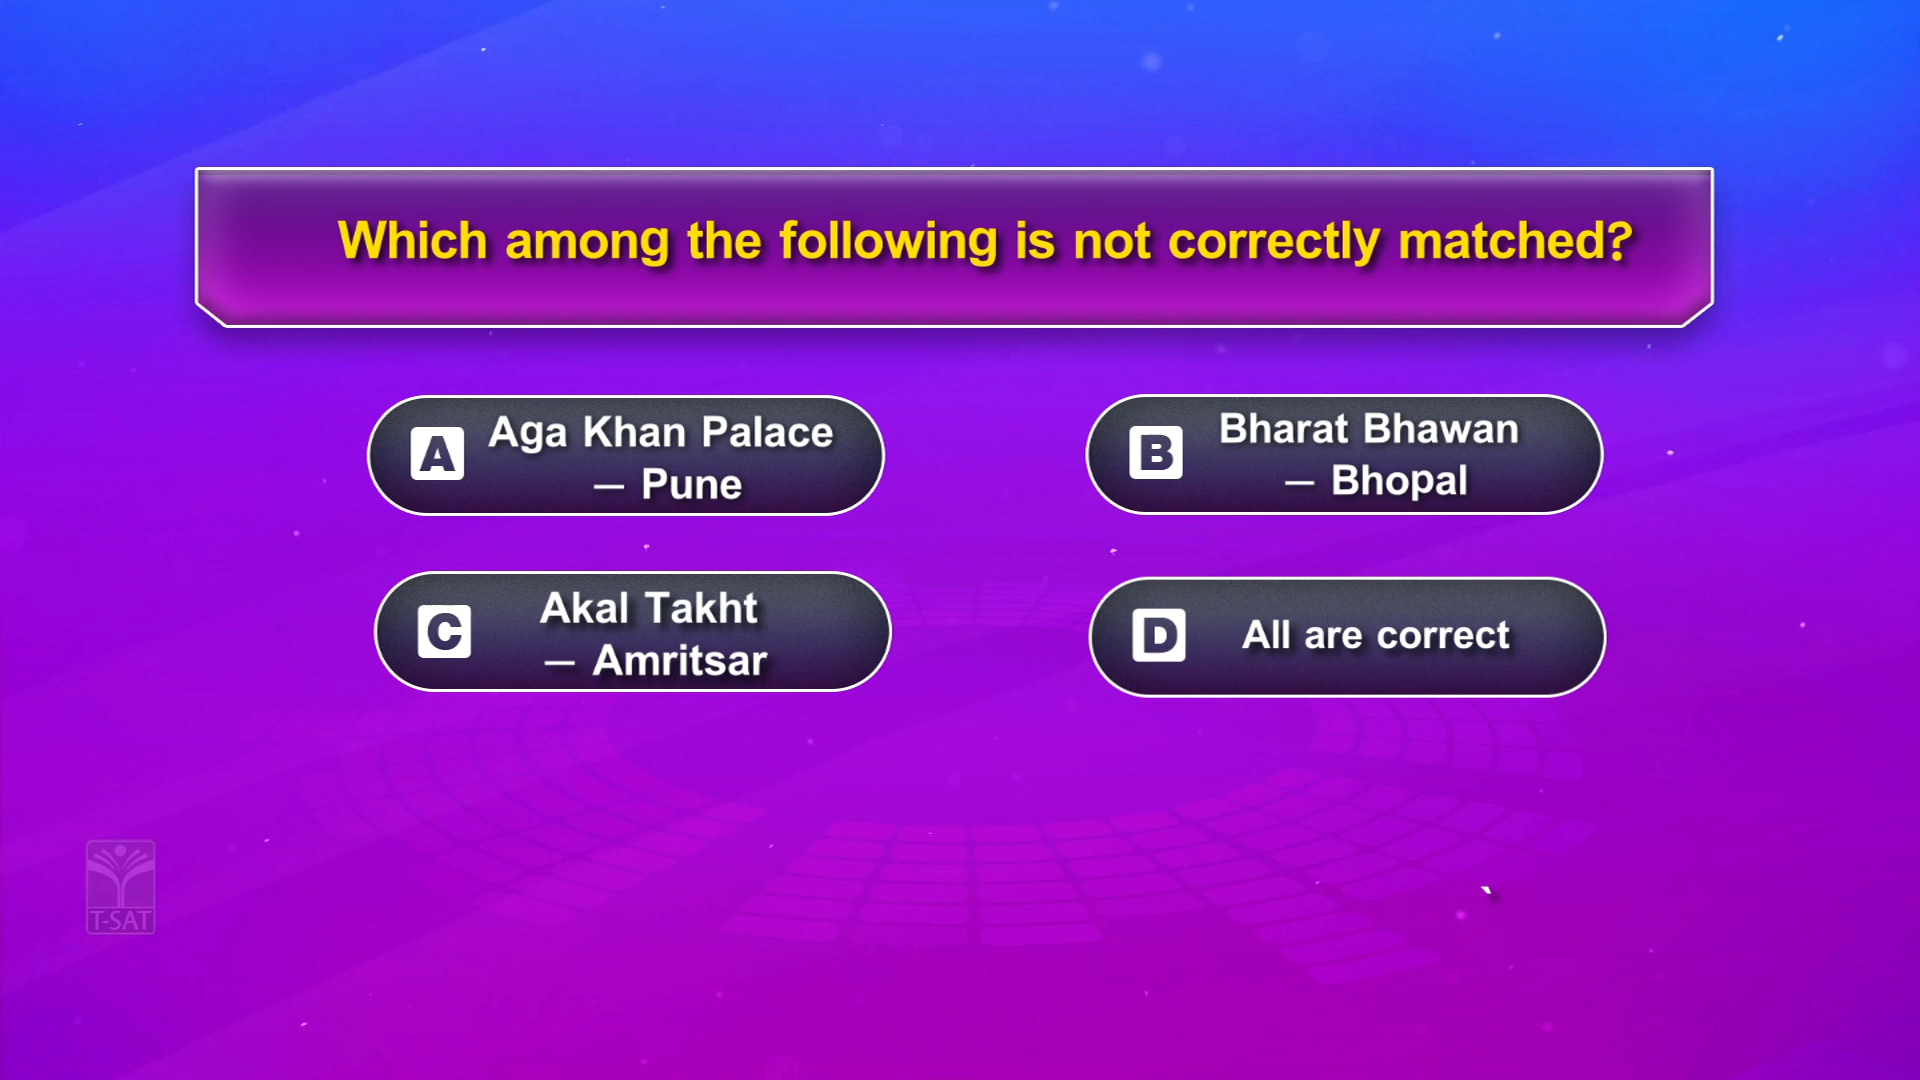 Which among the following is not correctly matched?
A Aga Khan Palace
— Pune
B Bharat Bhawan
— Bhopal
C Akal Takht
— Amritsar
D All are correct
T-SAT